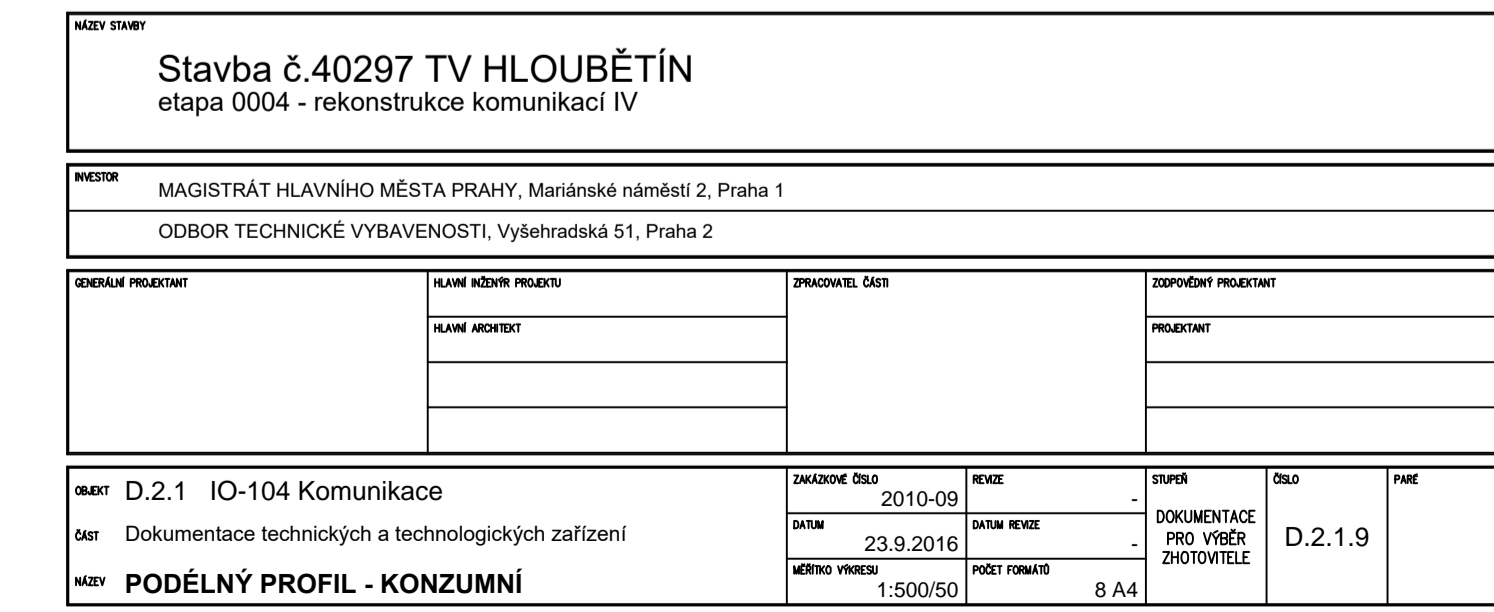 NÁZEV STAVBY
Stavba č.40297 TV HLOUBĚTÍN
etapa 0004 - rekonstrukce komunikací IV
INVESTOR
MAGISTRÁT HLAVNÍHO MĚSTA PRAHY, Mariánské náměstí 2, Praha 1
ODBOR TECHNICKÉ VYBAVENOSTI, Vyšehradská 51, Praha 2
GENERÁLNÍ PROJEKTANT
HLAVNÍ INŽENÝR PROJEKTU
HLAVNÍ ARCHITEKT
ZPRACOVATEL ČÁSTI
ZODPOVĚDNÝ PROJEKTANT
PROJEKTANT
OBJEKT D.2.1 IO-104 Komunikace
ČÁST Dokumentace technických a technologických zařízení
NÁZEV PODÉLNÝ PROFIL - KONZUMNÍ
ZAKÁZKOVÉ ČÍSLO
2010-09
REVIZE
-
DATUM
23.9.2016
DATUM REVIZE
-
MĚŘÍTKO VÝKRESU
1:500/50
POČET FORMÁTŮ
8 A4
STUPEŇ
DOKUMENTACE
PRO VÝBĚR
ZHOTOVITELE
ČÍSLO
D.2.1.9
PARÉ